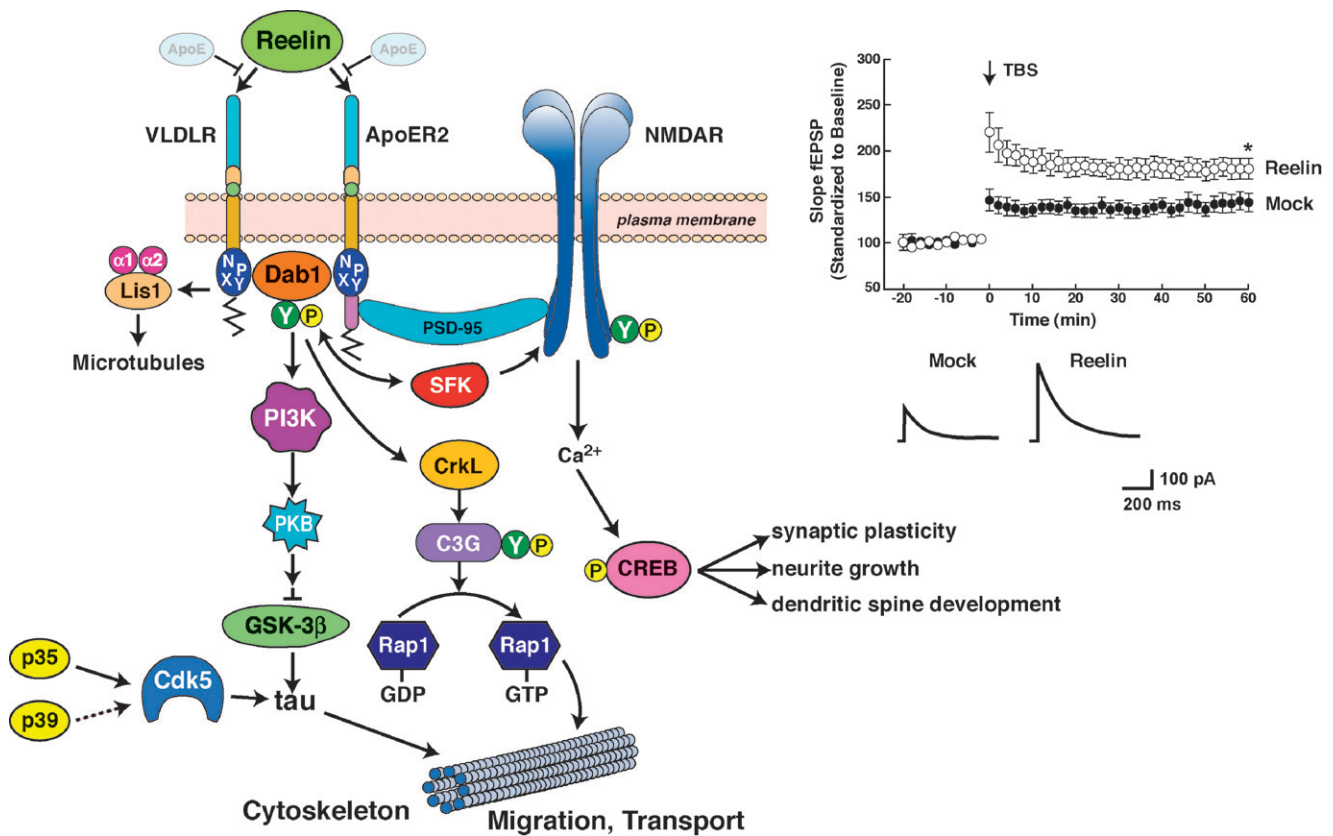 Reelin
ApoE
ApoE
VLDLR
ApoER2
NMDAR
plasma membrane
α1 α2
Lis1
N
P
X
Y
Dab1
N
P
X
Y
Y P
PSD-95
Y P
Microtubules
SFK
PI3K
CrkL
Ca2+
PKB
C3G Y P
P CREB
synaptic plasticity
neurite growth
dendritic spine development
GSK-3β
Rap1
GDP
Rap1
GTP
p35
p39
Cdk5
tau
Cytoskeleton
Migration, Transport
TBS
Slope fEPSP
(Standardized to Baseline)
300
250
200
150
100
50
*
Reelin
Mock
-20 -10 0 10 20 30 40 50 60
Time (min)
Mock
Reelin
100 pA
200 ms